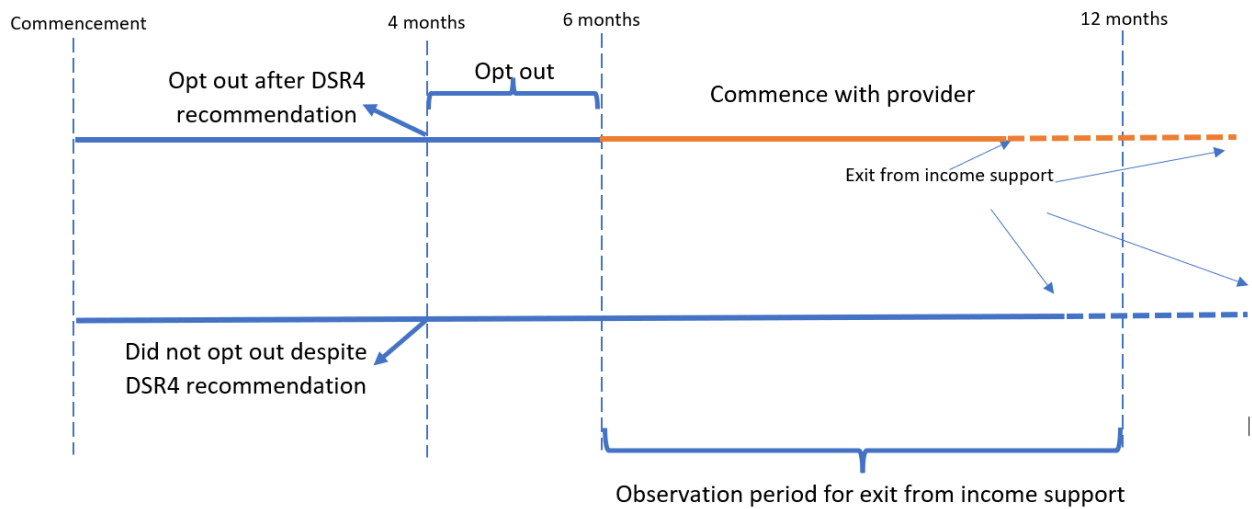 Commencement
4 months
6 months
12 months
Opt out after DSR4
recommendation
Opt out
Commence with provider
Exit from income support
Did not opt out despite
DSR4 recommendation
Observation period for exit from income support